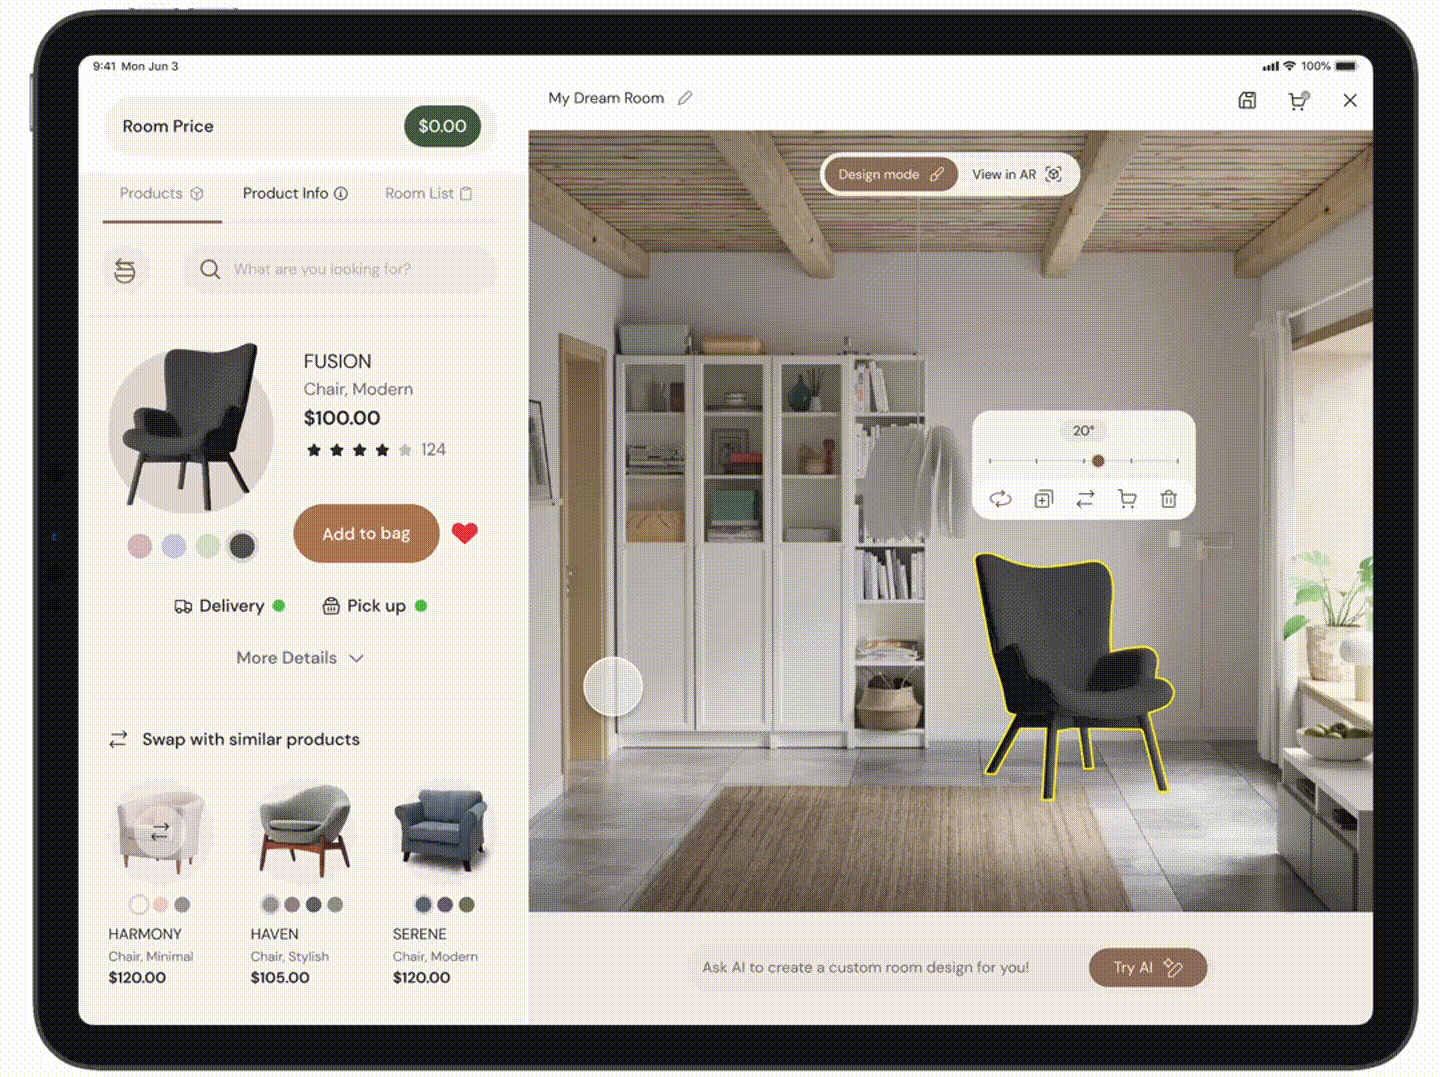 9:41 Mon Jun 3
100%
Room Price
$0.00
My Dream Room
Products
Product Info
Room List
Design mode
View in AR
What are you looking for?
FUSION
Chair, Modern
$100.00
124
Add to bag
Delivery
Pick up
More Details
20°
Swap with similar products
HARMONY
Chair, Minimal
$120.00
HAVEN
Chair, Stylish
$105.00
SERENE
Chair, Modern
$120.00
Ask AI to create a custom room design for you!
Try AI